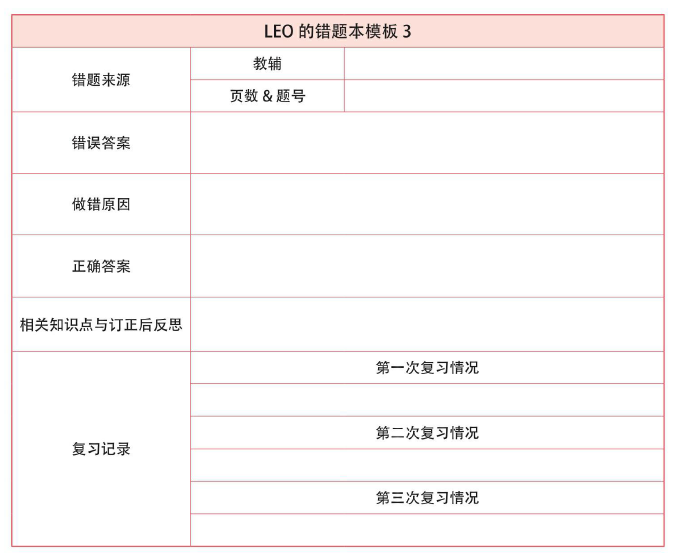 LEO 的错题本模板 3
错题来源
教辅
页数 & 题号
错误答案
做错原因
正确答案
相关知识点与订正后反思
复习记录
第一次复习情况
第二次复习情况
第三次复习情况